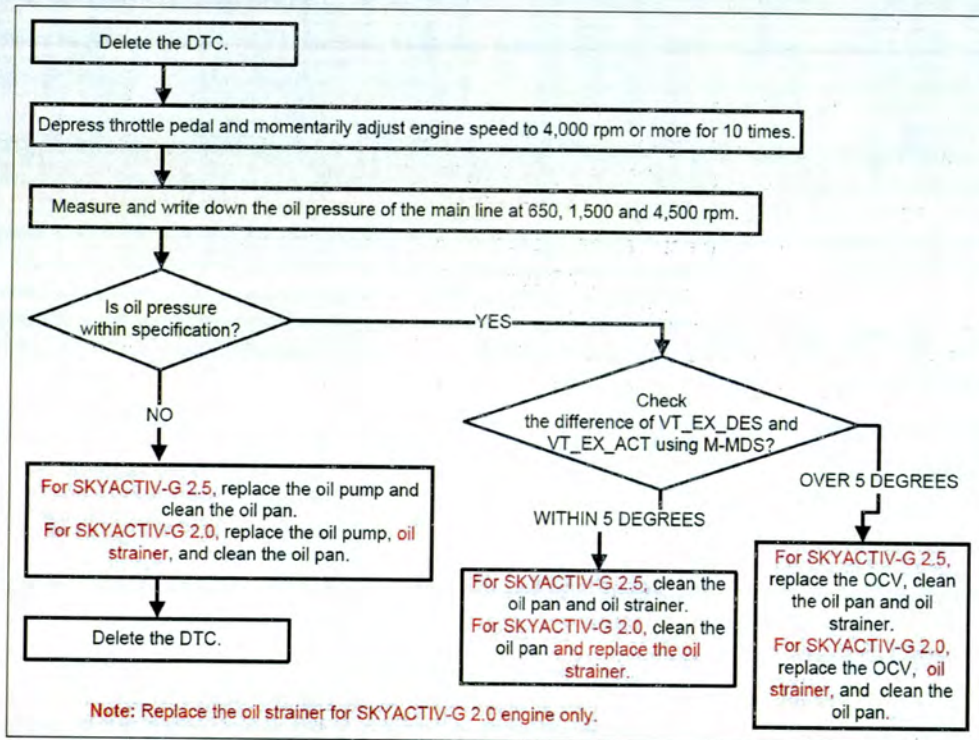 Delete the DTC.
Depress throttle pedal and momentarily adjust engine speed to 4,000 rpm or more for 10 times.
Measure and write down the oil pressure of the main line at 650, 1,500 and 4,500 rpm.
Is oil pressure
within specification?
YES
NO
Check
the difference of VT_EX_DES and
VT_EX_ACT using M-MDS?
OVER 5 DEGREES
WITHIN 5 DEGREES
For SKYACTIV-G 2.5, replace the oil pump and
clean the oil pan.
For SKYACTIV-G 2.0, replace the oil pump, oil
strainer, and clean the oil pan.
Delete the DTC.
For SKYACTIV-G 2.5, clean the
oil pan and oil strainer.
For SKYACTIV-G 2.0, clean the
oil pan and replace the oil
strainer.
For SKYACTIV-G 2.5,
replace the OCV, clean
the oil pan and oil
strainer.
For SKYACTIV-G 2.0,
replace the OCV, oil
strainer, and clean the
oil pan.
Note: Replace the oil strainer for SKYACTIV-G 2.0 engine only.